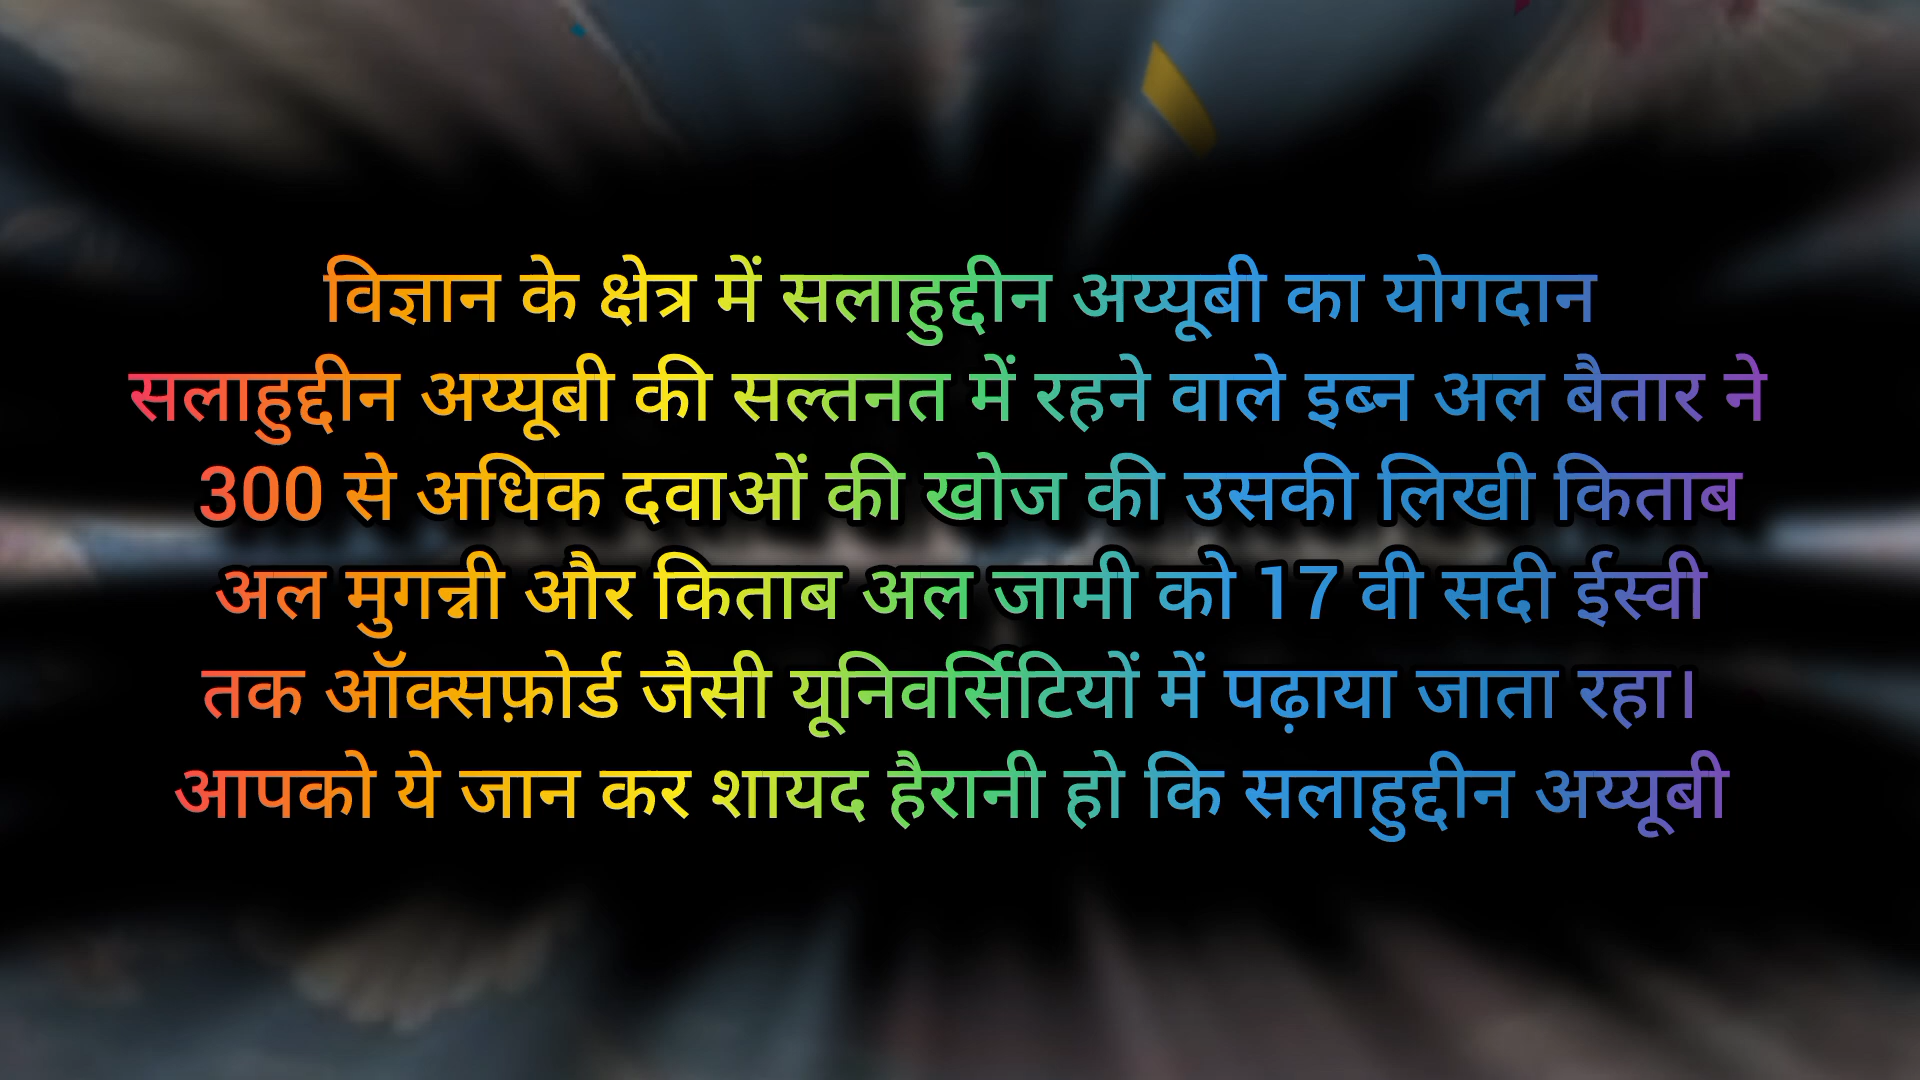 विज्ञान के क्षेत्र में सलाहुद्दीन अय्यूबी का योगदान
सलाहुद्दीन अय्यूबी की सल्तनत में रहने वाले इब्न अल बैतार ने
300 से अधिक दवाओं की खोज की उसकी लिखी किताब
अल मुगन्नी और किताब अल जामी को 17 वी सदी ईस्वी
तक ऑक्सफ़ोर्ड जैसी यूनिवर्सिटियों में पढ़ाया जाता रहा।
आपको ये जान कर शायद हैरानी हो कि सलाहुद्दीन अय्यूबी